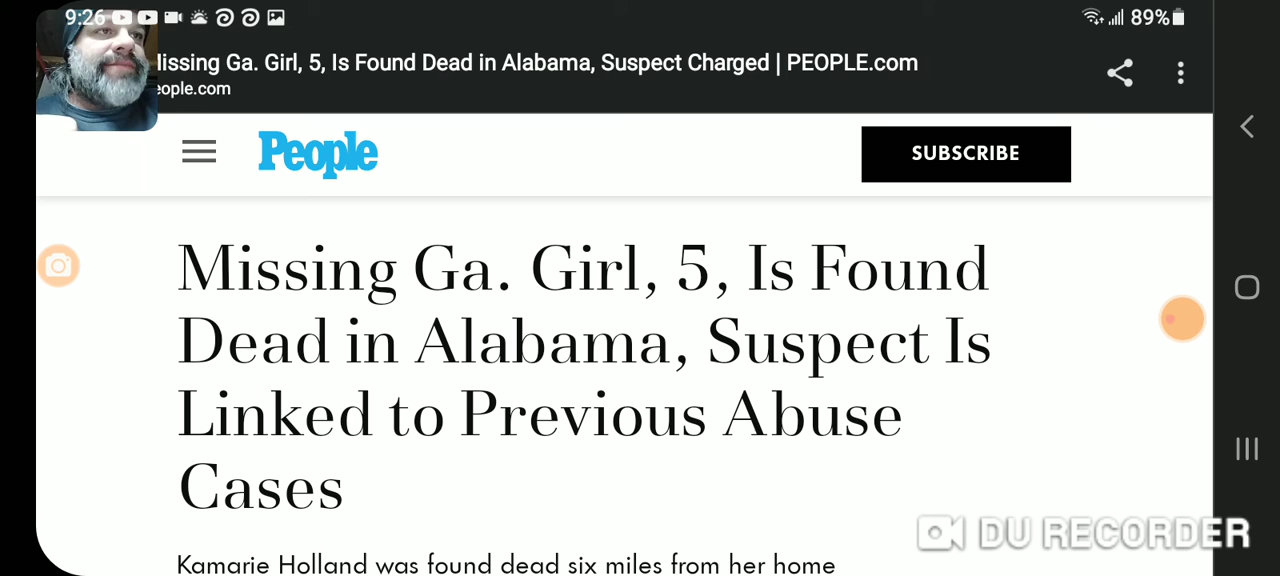 9:26
89%
issing Ga. Girl, 5, Is Found Dead in Alabama, Suspect Charged | PEOPLE.com
eople.com
People
SUBSCRIBE
Missing Ga. Girl, 5, Is Found
Dead in Alabama, Suspect Is
Linked to Previous Abuse
Cases
Kamarie Holland was found dead six miles from her home
DU RECORDER